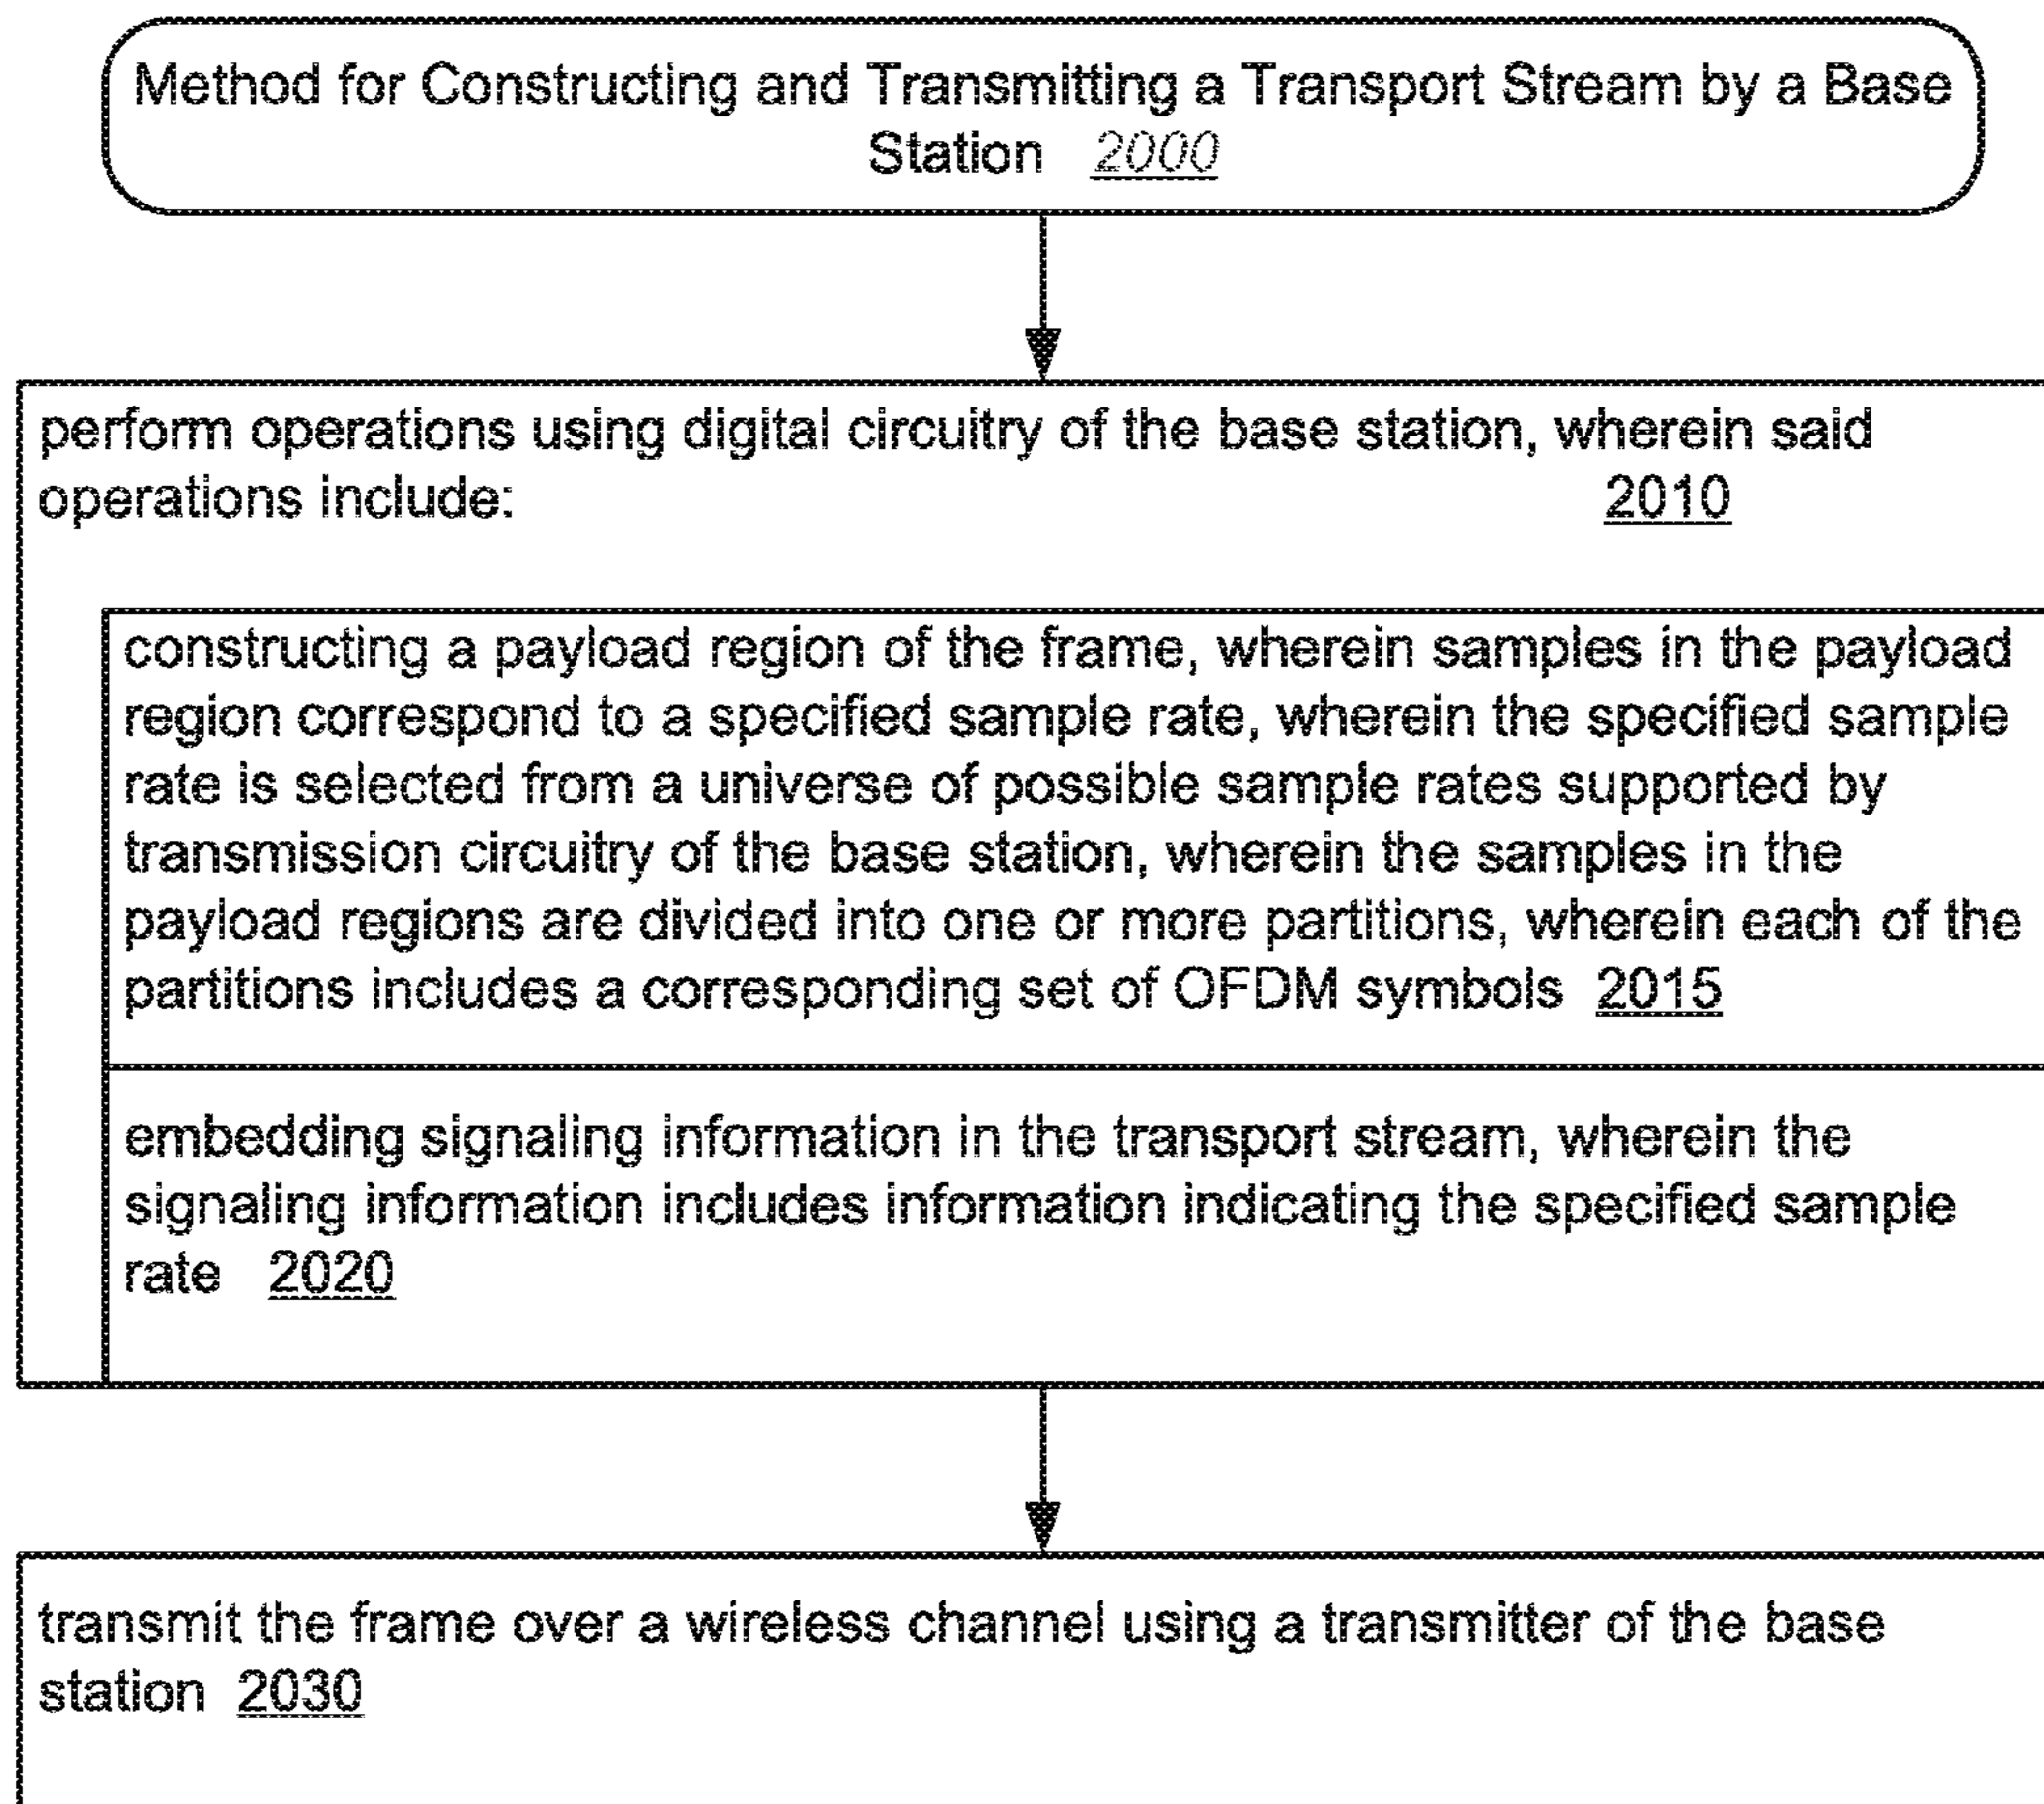 Method for Constructing and Transmitting a Transport Stream by a Base
Station 2000
perform operations using digital circuitry of the base station, wherein said
operations include: 2010
constructing a payload region of the frame, wherein samples in the payload
region correspond to a specified sample rate, wherein the specified sample
rate is selected from a universe of possible sample rates supported by
transmission circuitry of the base station, wherein the samples in the
payload regions are divided into one or more partitions, wherein each of the
partitions includes a corresponding set of OFDM symbols 2015
embedding signaling information in the transport stream, wherein the
signaling information includes information indicating the specified sample
rate 2020
transmit the frame over a wireless channel using a transmitter of the base
station 2030